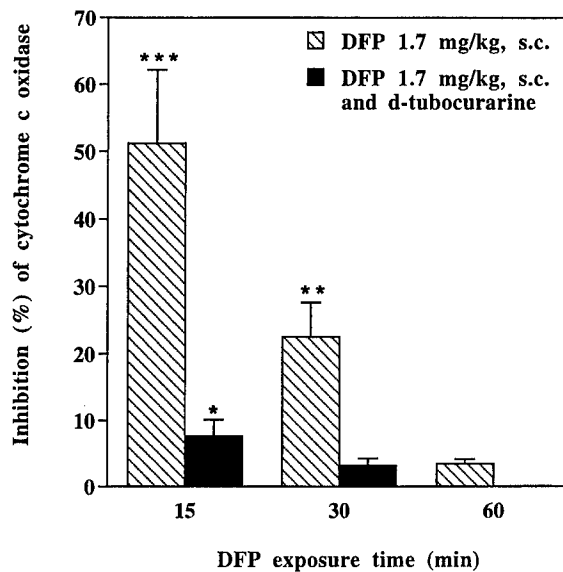 70
60
50
40
30
20
10
0
Inhibition (%) of cytochrome c oxidase
DFP 1.7 mg/kg, s.c.
DFP 1.7 mg/kg, s.c.
and d-tubocurarine
***
*
**
15 30 60
DFP exposure time (min)